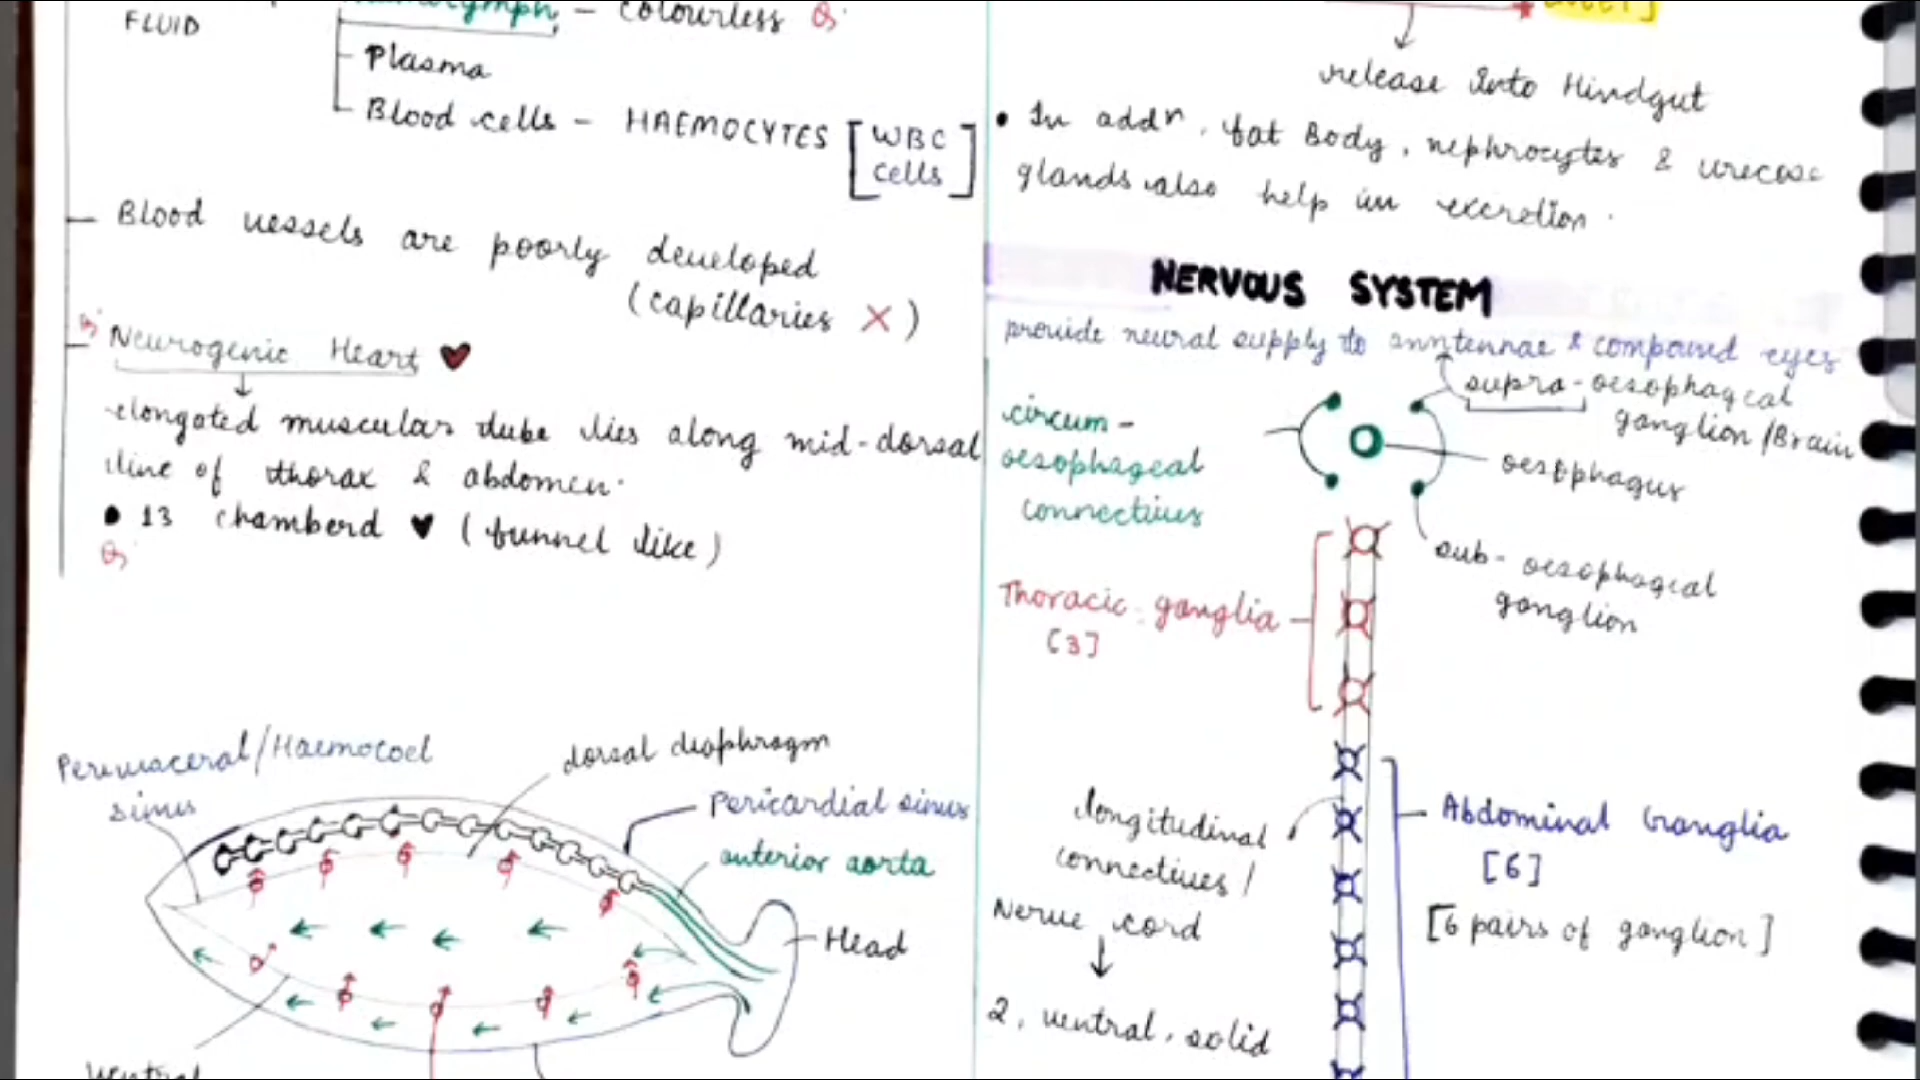 FLUID
– colourless Q.
Plasma
Blood cells – HAEMOCYTES [WBC cells]
Blood vessels are poorly developed
(capillaries X)
Q. Neurogenic Heart
elongated muscular tube lies along mid-dorsal
line of thorax & abdomen.
• 13 chamberd ♥ (funnel like)
Q.
Haemocoel
sinus
dorsal diaphragm
Pericardial sinus
anterior aorta
Head
release into Hindgut
• In addn, fat Body, nephrocytes & urecose
glands also help in excretion.
NERVOUS SYSTEM
provide neural supply to anntennae & compound eyes
supra-oesophageal
ganglion/Brain
circum-
oesophageal
connectives
oesophagus
sub-oesophageal
ganglion
Thoracic ganglia
[3]
longitudinal
connectives/
Nerve cord
↓
2, ventral, solid
Abdominal Ganglia
[6]
[6 pairs of ganglion]